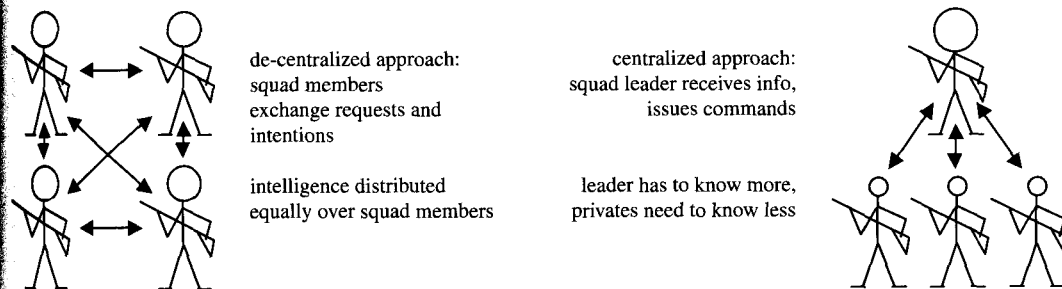 de-centralized approach:
squad members
exchange requests and
intentions
intelligence distributed
equally over squad members
centralized approach:
squad leader receives info,
issues commands
leader has to know more,
privates need to know less